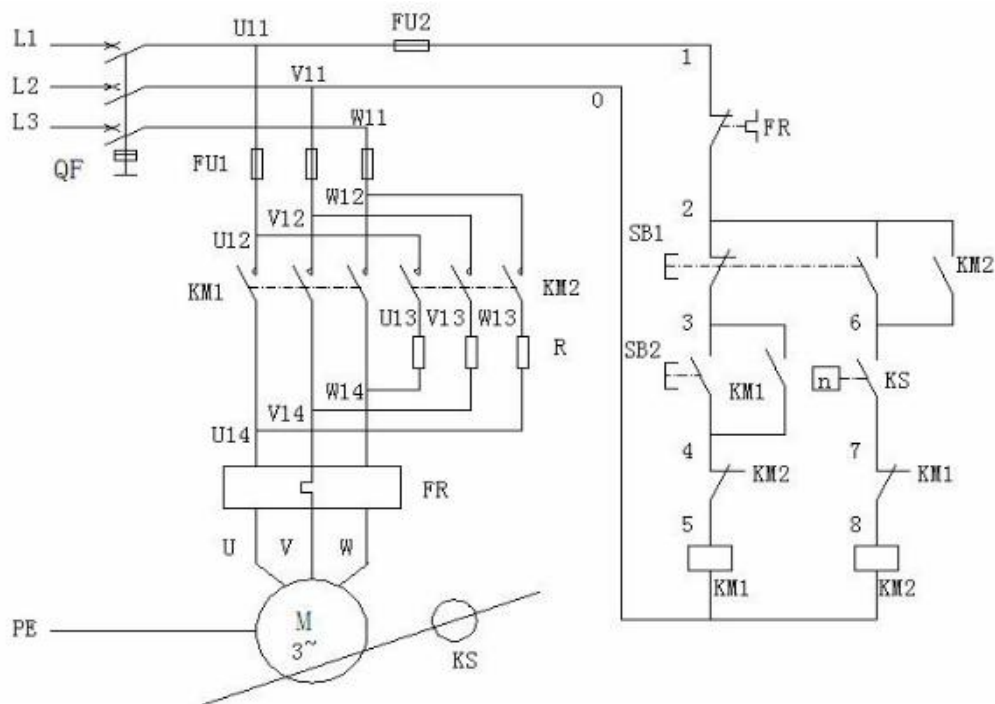 L1
U11
FU2
1
L2
V11
0
L3
W11
FR
QF
FU1
W12
V12
U12
2
SB1
KM2
KM1
KM2
U13
V13
W13
3
6
R
SB2
KM1
n
KS
W14
V14
U14
4
7
KM2
KM1
FR
5
8
U
V
W
KM1
KM2
M
3~
PE
KS